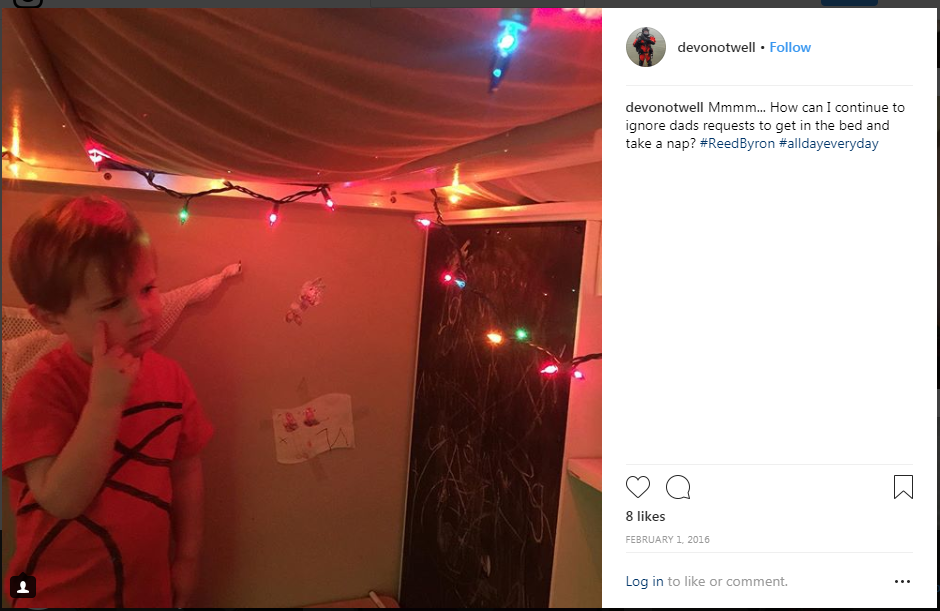 devonotwell • Follow
devonotwell Mmmm... How can I continue to
ignore dads requests to get in the bed and
take a nap? #ReedByron #alldayeveryday
8 likes
FEBRUARY 1, 2016
Log in to like or comment.